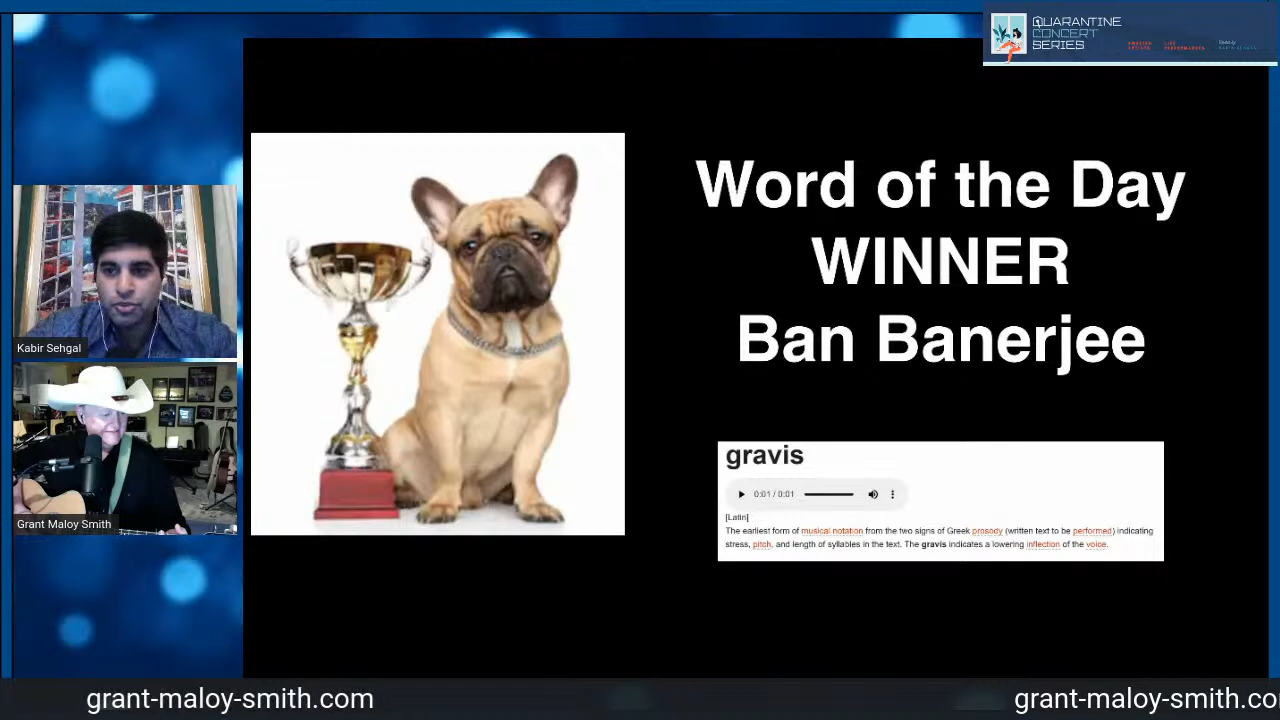 QUARANTINE
CONCERT
SERIES
Word of the Day
WINNER
Ban Banerjee
Kabir Sehgal
Grant Maloy Smith
gravis
0:01 / 0:01
[Latin]
The earliest form of musical notation from the two signs of Greek prosody (written text to be performed) indicating
stress, pitch, and length of syllables in the text. The gravis indicates a lowering inflection of the voice.
grant-maloy-smith.com
grant-maloy-smith.co